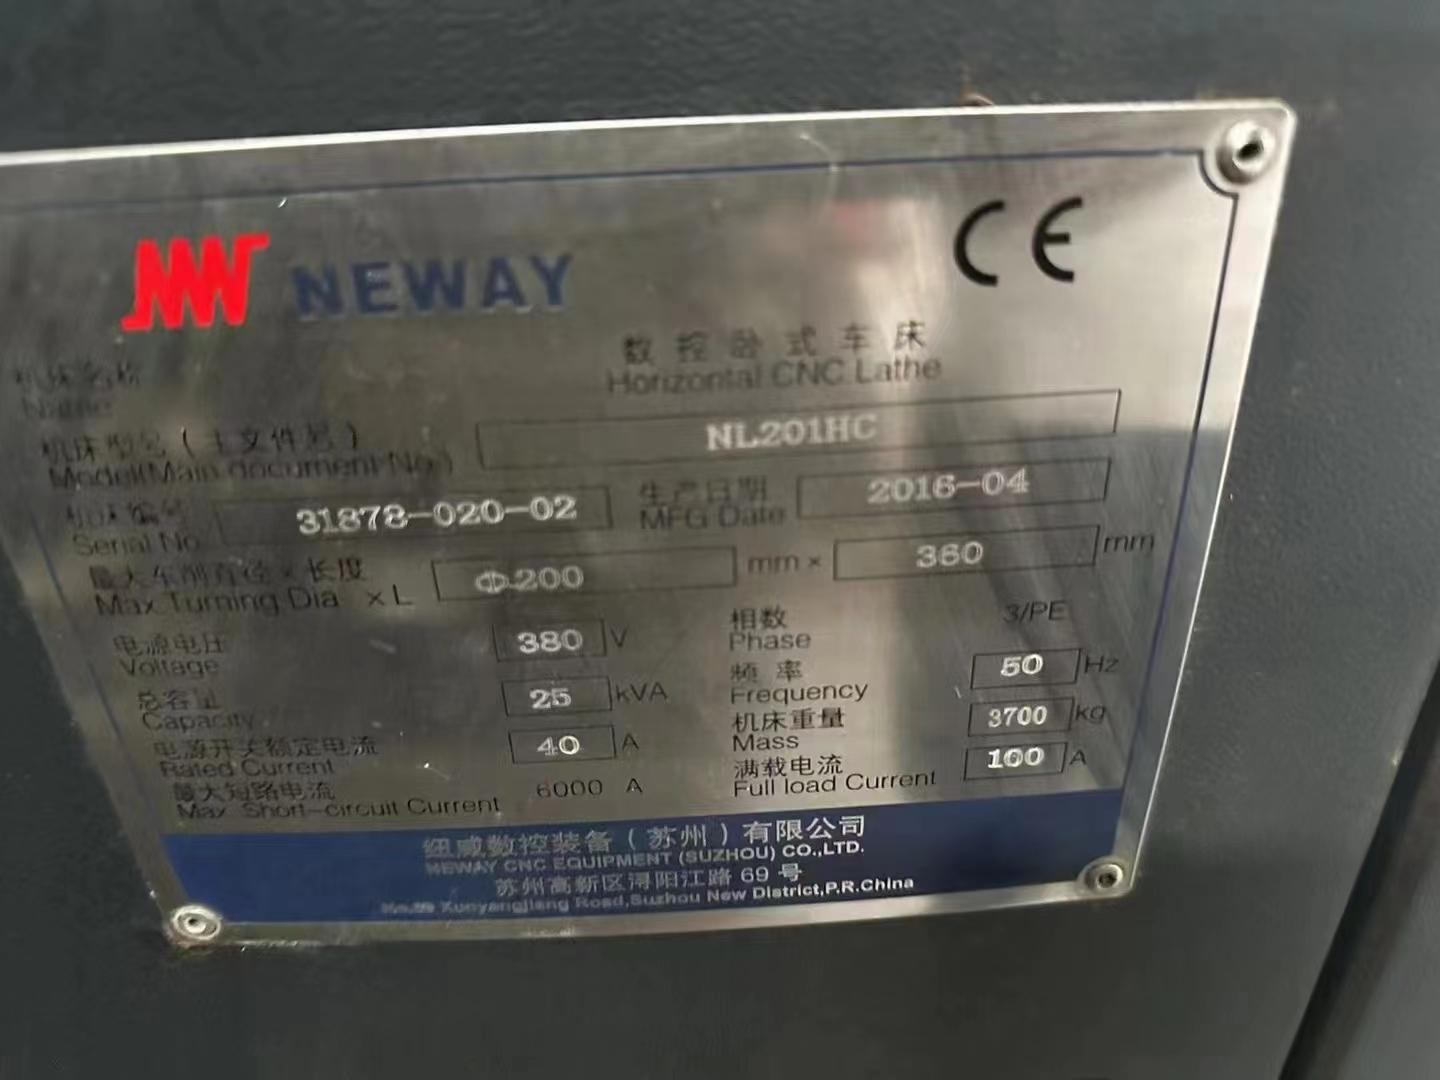 NEWAY
CE
机床名称
Name
数控卧式车床
Horizontal CNC Lathe
机床型号（主文件号）
Model(Main document No.)
NL201HC
机床编号
Serial No
31878-020-02
生产日期
MFG Date
2016-04
最大车削直径×长度
Max Turning Dia ×L
Φ200 mm × 360 mm
电源电压
Voltage
380 V
相数
Phase
3/PE
总容量
Capacity
25 kVA
频率
Frequency
50 Hz
电源开关额定电流
Rated Current
40 A
机床重量
Mass
3700 kg
最大短路电流
Max Short-circuit Current
6000 A
满载电流
Full load Current
100 A
纽威数控装备（苏州）有限公司
NEWAY CNC EQUIPMENT (SUZHOU) CO.,LTD.
苏州高新区浔阳江路 69 号
No.69 Xunyangjiang Road,Suzhou New District,P.R.China